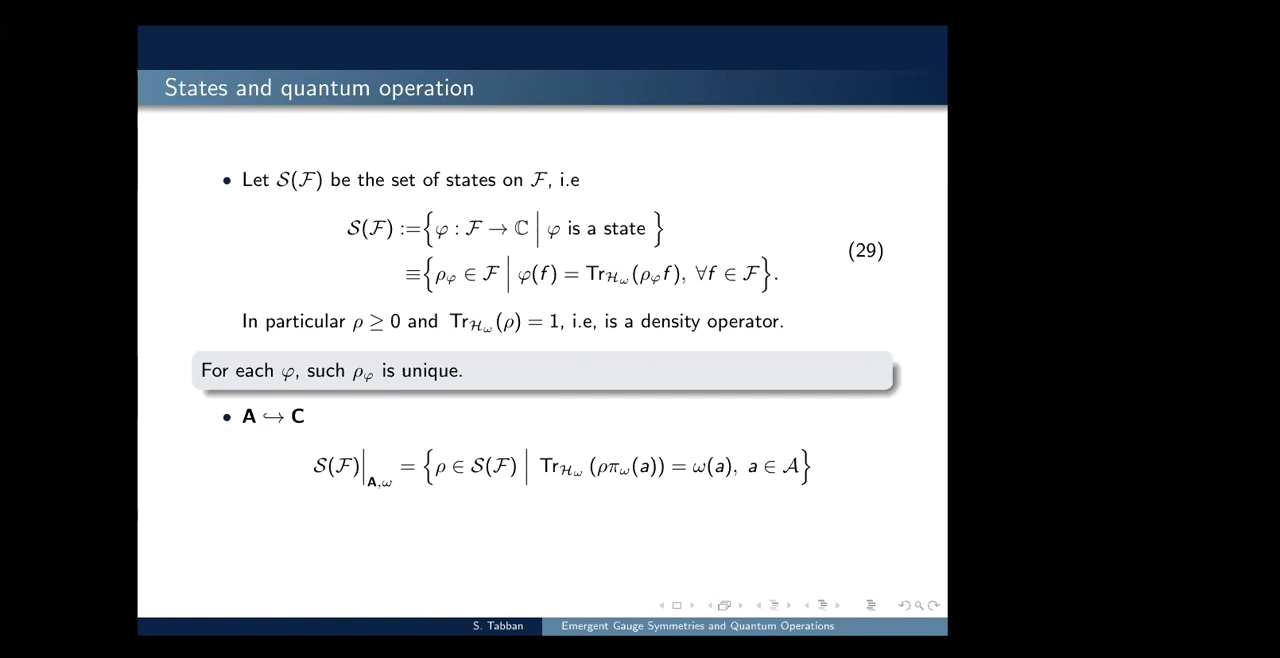 States and quantum operation
• Let 𝒮(ℱ) be the set of states on ℱ, i.e
𝒮(ℱ) :={φ : ℱ → ℂ | φ is a state }
≡{ρ_φ ∈ ℱ | φ(f) = Tr_{ℋ_ω}(ρ_φ f), ∀f ∈ ℱ}.
(29)
In particular ρ ≥ 0 and Tr_{ℋ_ω}(ρ) = 1, i.e, is a density operator.
For each φ, such ρ_φ is unique.
• A ↪ C
𝒮(ℱ)|_{A,ω} = {ρ ∈ 𝒮(ℱ) | Tr_{ℋ_ω} (ρπ_ω(a)) = ω(a), a ∈ 𝒜}
S. Tabban
Emergent Gauge Symmetries and Quantum Operations